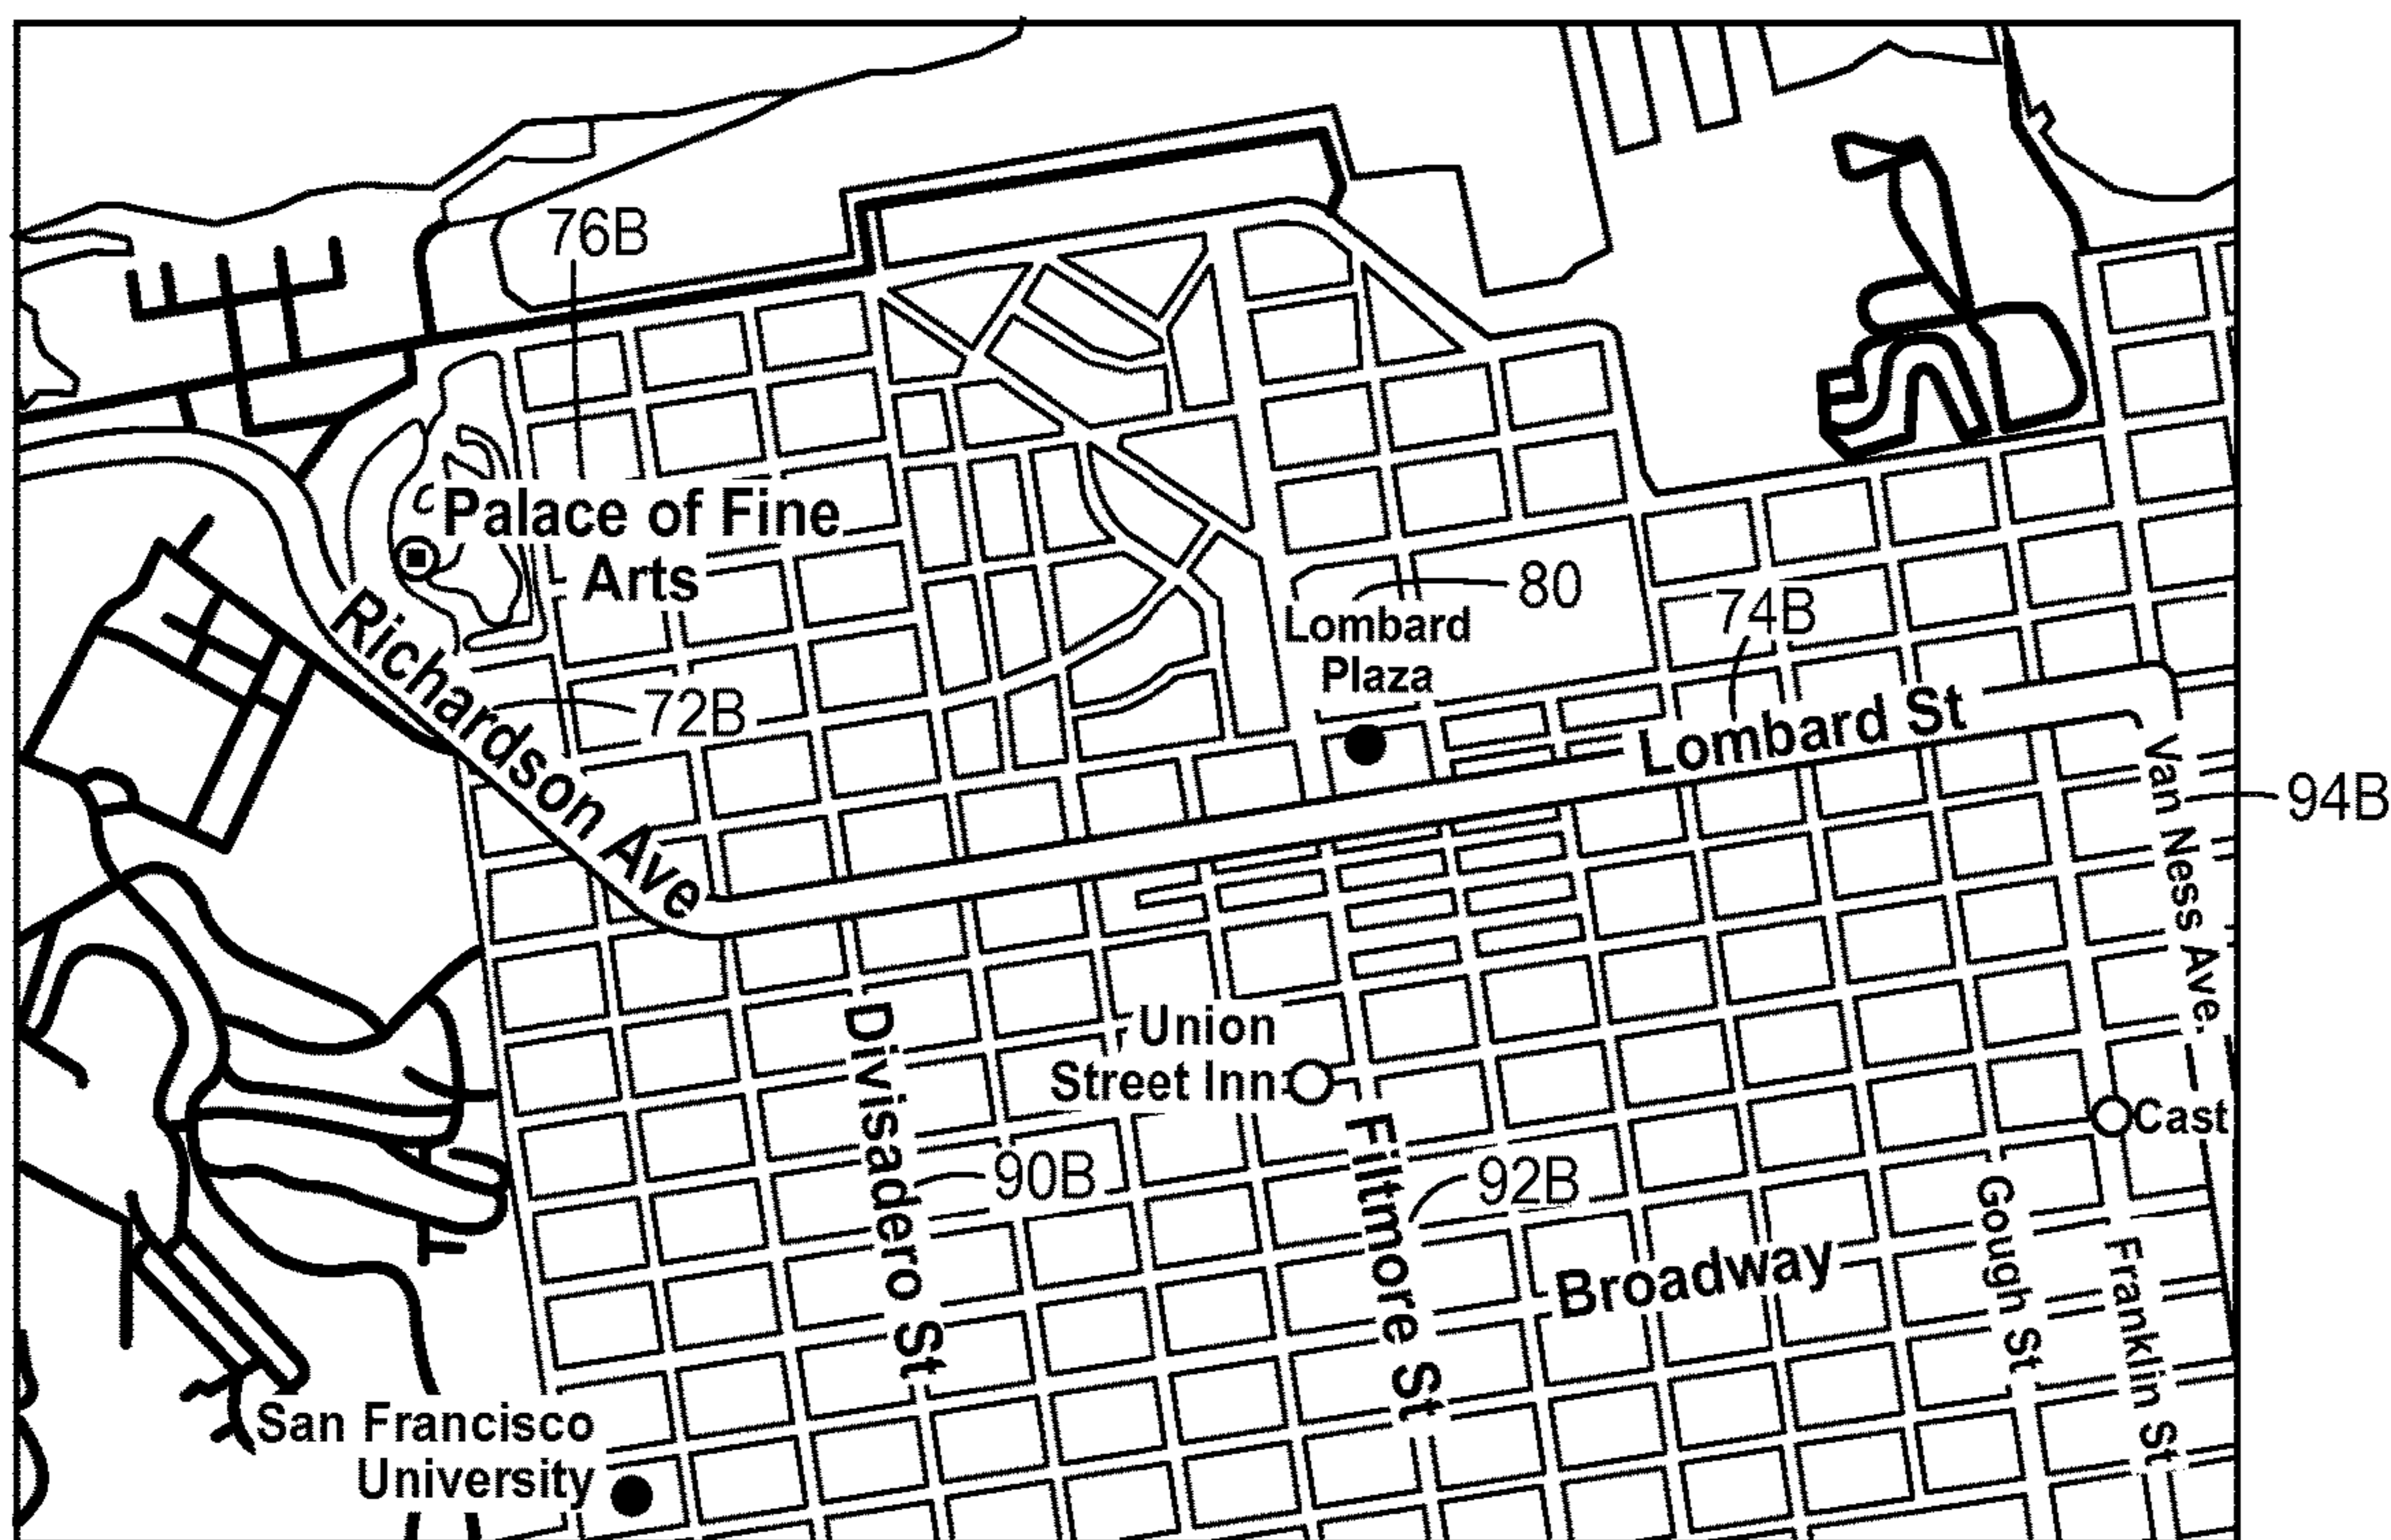 76B
Palace of Fine
Arts
80
Lombard
Plaza
74B
Richardson Ave
72B
Lombard St
Van Ness Ave.
94B
Union
Street Inn
Divisadero St
90B
Fillmore St
92B
Cast
Broadway
Gough St
Franklin St
San Francisco
University